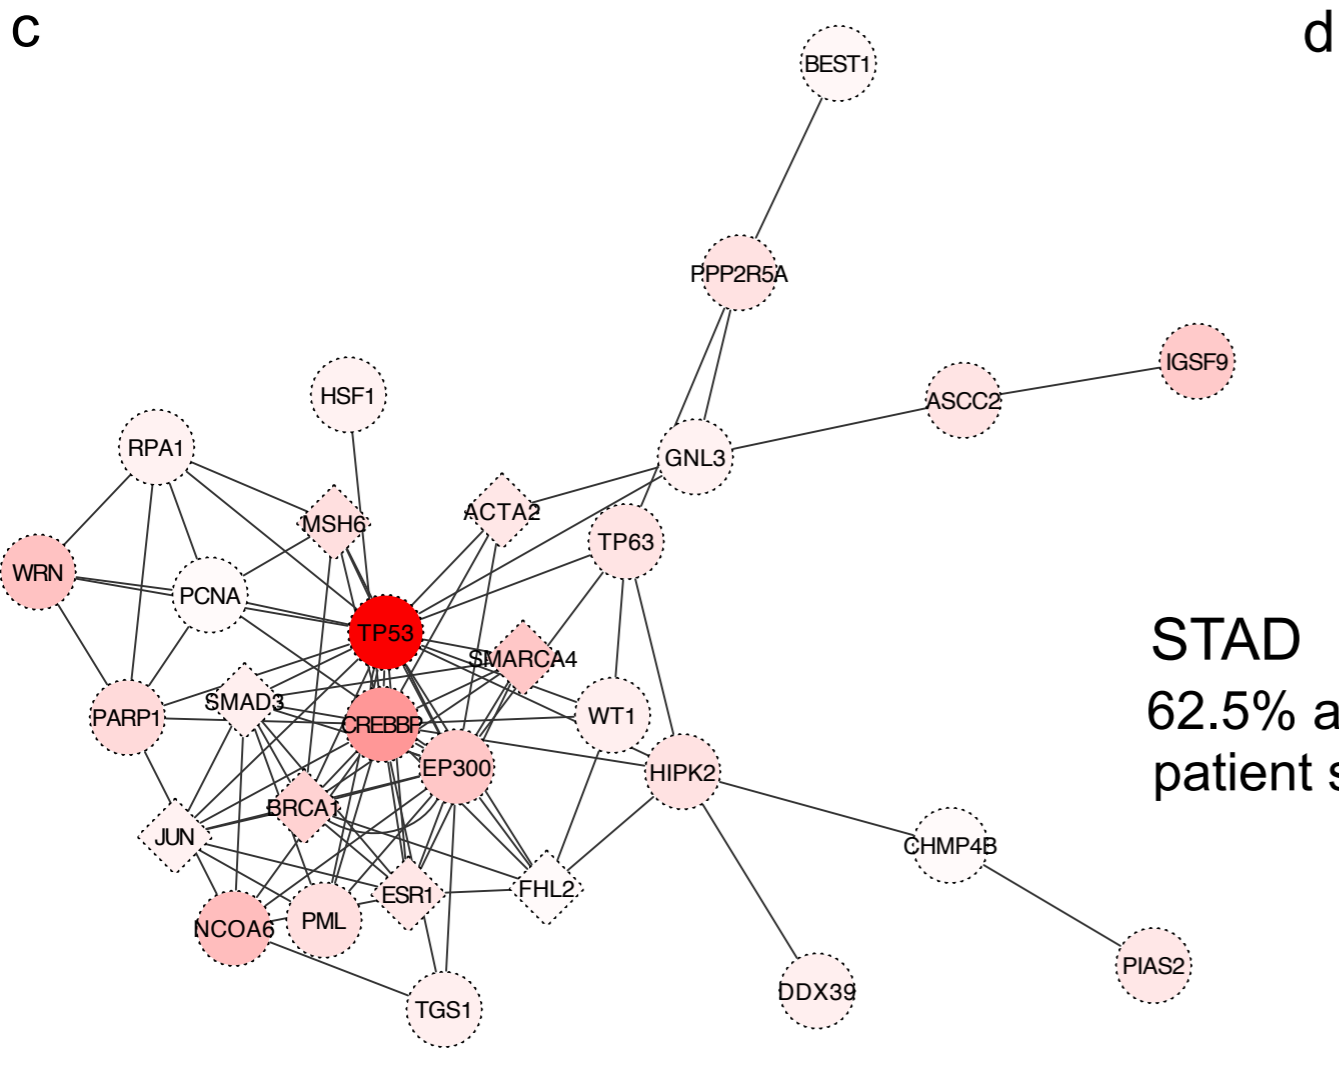 c
d
BEST1
PPP2R5A
IGSF9
HSF1
ASCC2
RPA1
GNL3
ACTA2
MSH6
TP63
WRN
PCNA
TP53
STAD
SMARCA4
SMAD3
62.5% a
PARP1
CREBBP
WT1
EP300
HIPK2
patient s
BRCA1
JUN
CHMP4B
FHL2
ESR1
PML
NCOA6
PIAS2
DDX39
TGS1